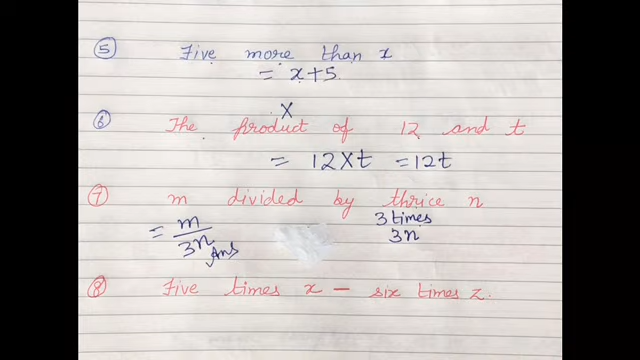 5 Five more than x
= x+5.
X
6 The product of 12 and t
= 12 X t = 12t
7 m divided by thrice n
3 times
3n
= m/3n Ans
8 Five times x - six times z.